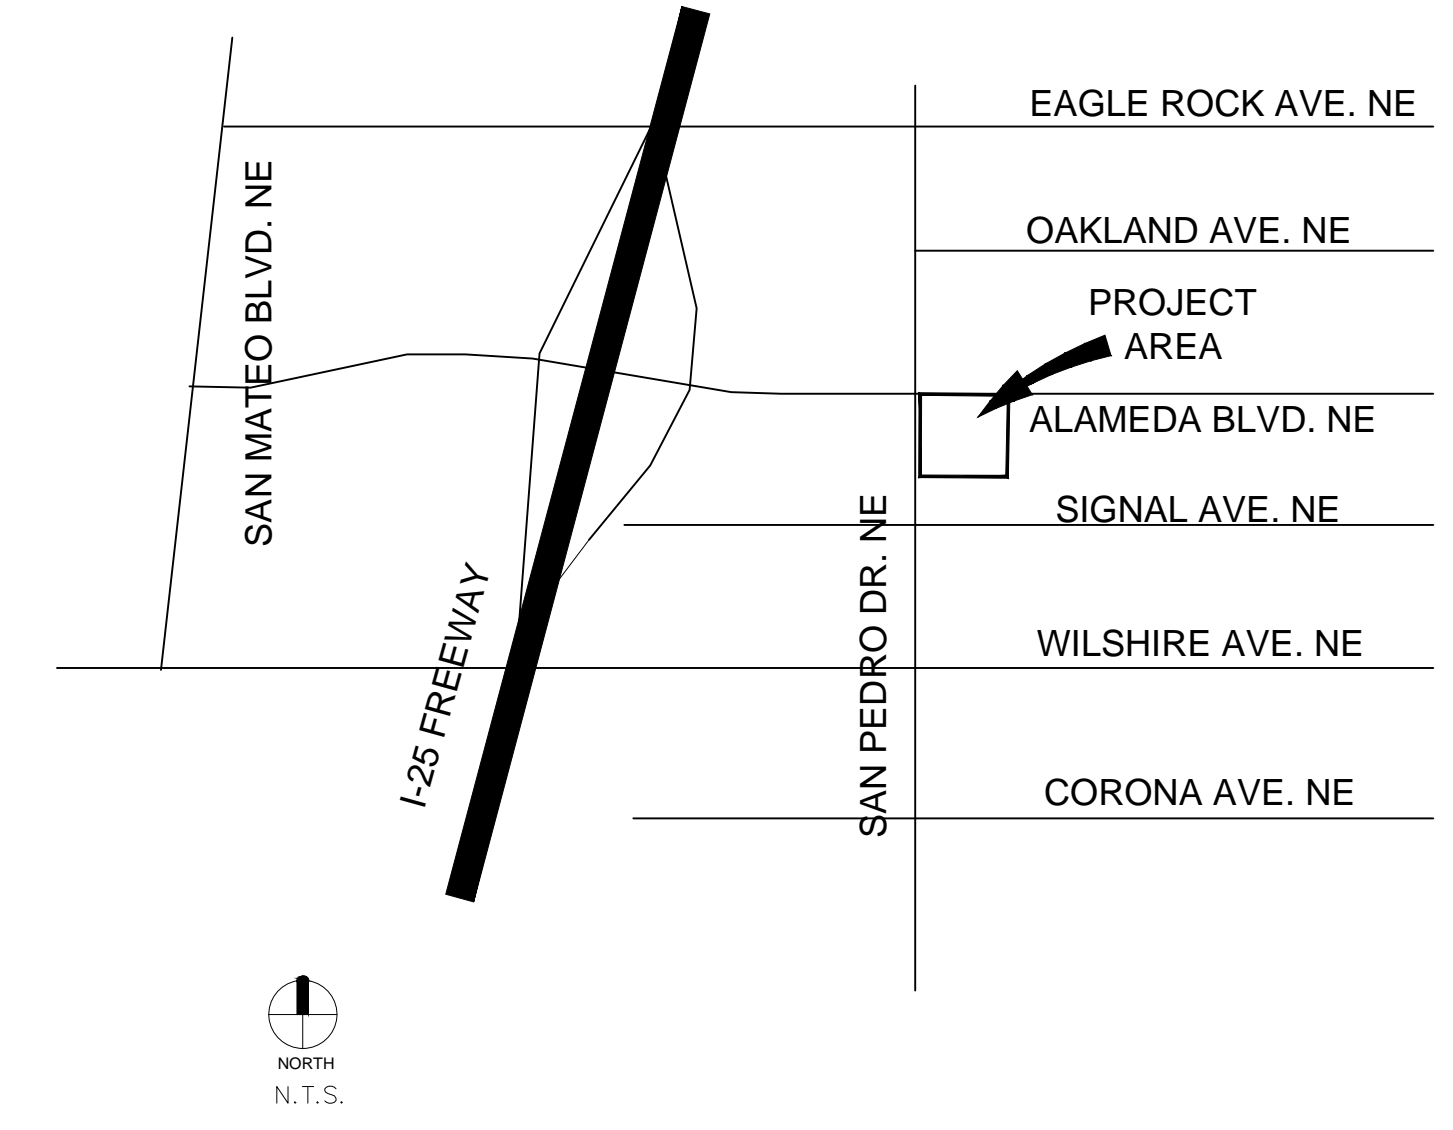 EAGLE ROCK AVE. NE
OAKLAND AVE. NE
PROJECT
AREA
ALAMEDA BLVD. NE
SAN MATEO BLVD. NE
SIGNAL AVE. NE
SAN PEDRO DR. NE
I-25 FREEWAY
WILSHIRE AVE. NE
CORONA AVE. NE
NORTH
N.T.S.